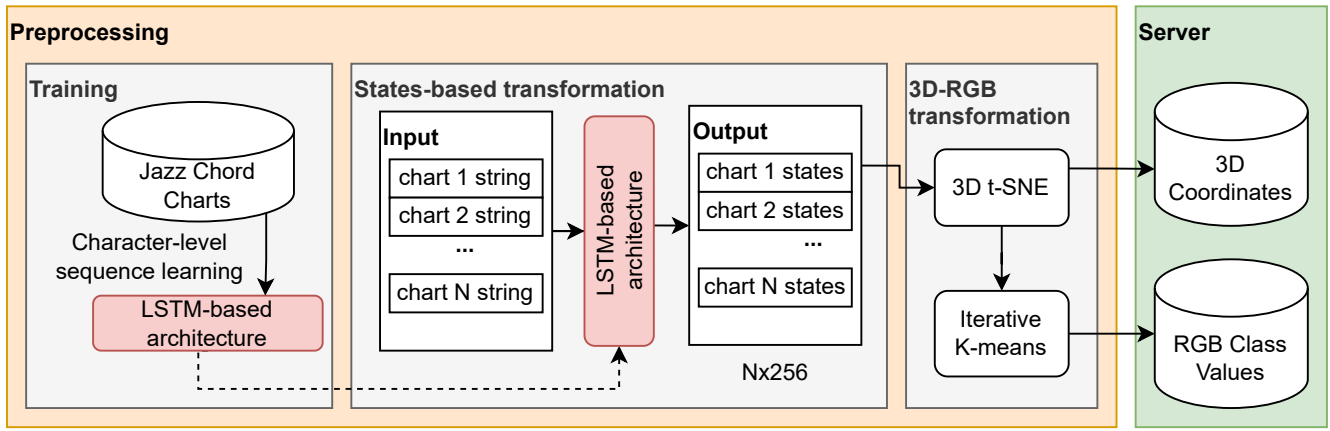 Preprocessing
Training
Jazz Chord
Charts
Character-level
sequence learning
LSTM-based
architecture
States-based transformation
Input
chart 1 string
chart 2 string
...
chart N string
LSTM-based
architecture
Output
chart 1 states
chart 2 states
...
chart N states
Nx256
3D-RGB
transformation
3D t-SNE
Iterative
K-means
Server
3D
Coordinates
RGB Class
Values